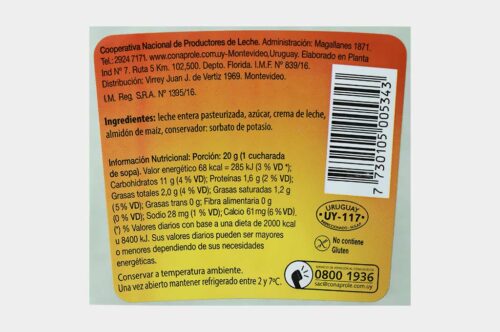 Cooperativa Nacional de Productores de Leche. Administración: Magallanes 1871.
Tel.: 2924 7171. www.conaprole.com.uy-Montevideo,Uruguay. Elaborado en Planta
Ind Nº 7. Ruta 5 Km. 102,500. Depto. Florida. I.M.F. Nº 639/16
Distribución: Virrey Juan J. de Vertiz 1969. Montevideo.
I.M. Reg. S.R.A. Nº 1395/16.
Ingredientes: leche entera pasteurizada, azúcar, crema de leche,
almidón de maíz, conservador: sorbato de potasio.
Información Nutricional: Porción: 20 g (1 cucharada
de sopa). Valor energético 68 kcal = 285 kJ (3 % VD *);
Carbohidratos 11 g (4 % VD); Proteínas 1,6 g (2 % VD);
Grasas totales 2,0 g (4 % VD); Grasas saturadas 1,2 g
(5 % VD); Grasas trans 0 g; Fibra alimentaria 0 g
(0 % VD); Sodio 28 mg (1 % VD); Calcio 61 mg (6 % VD).
(*) % Valores diarios con base a una dieta de 2000 kcal
u 8400 kJ. Sus valores diarios pueden ser mayores
o menores dependiendo de sus necesidades
energéticas.
Conservar a temperatura ambiente.
Una vez abierto mantener refrigerado entre 2 y 7ºC.
7 730105 005343
URUGUAY
UY-117
No contiene
Gluten
0800 1936
sac@conaprole.com.uy